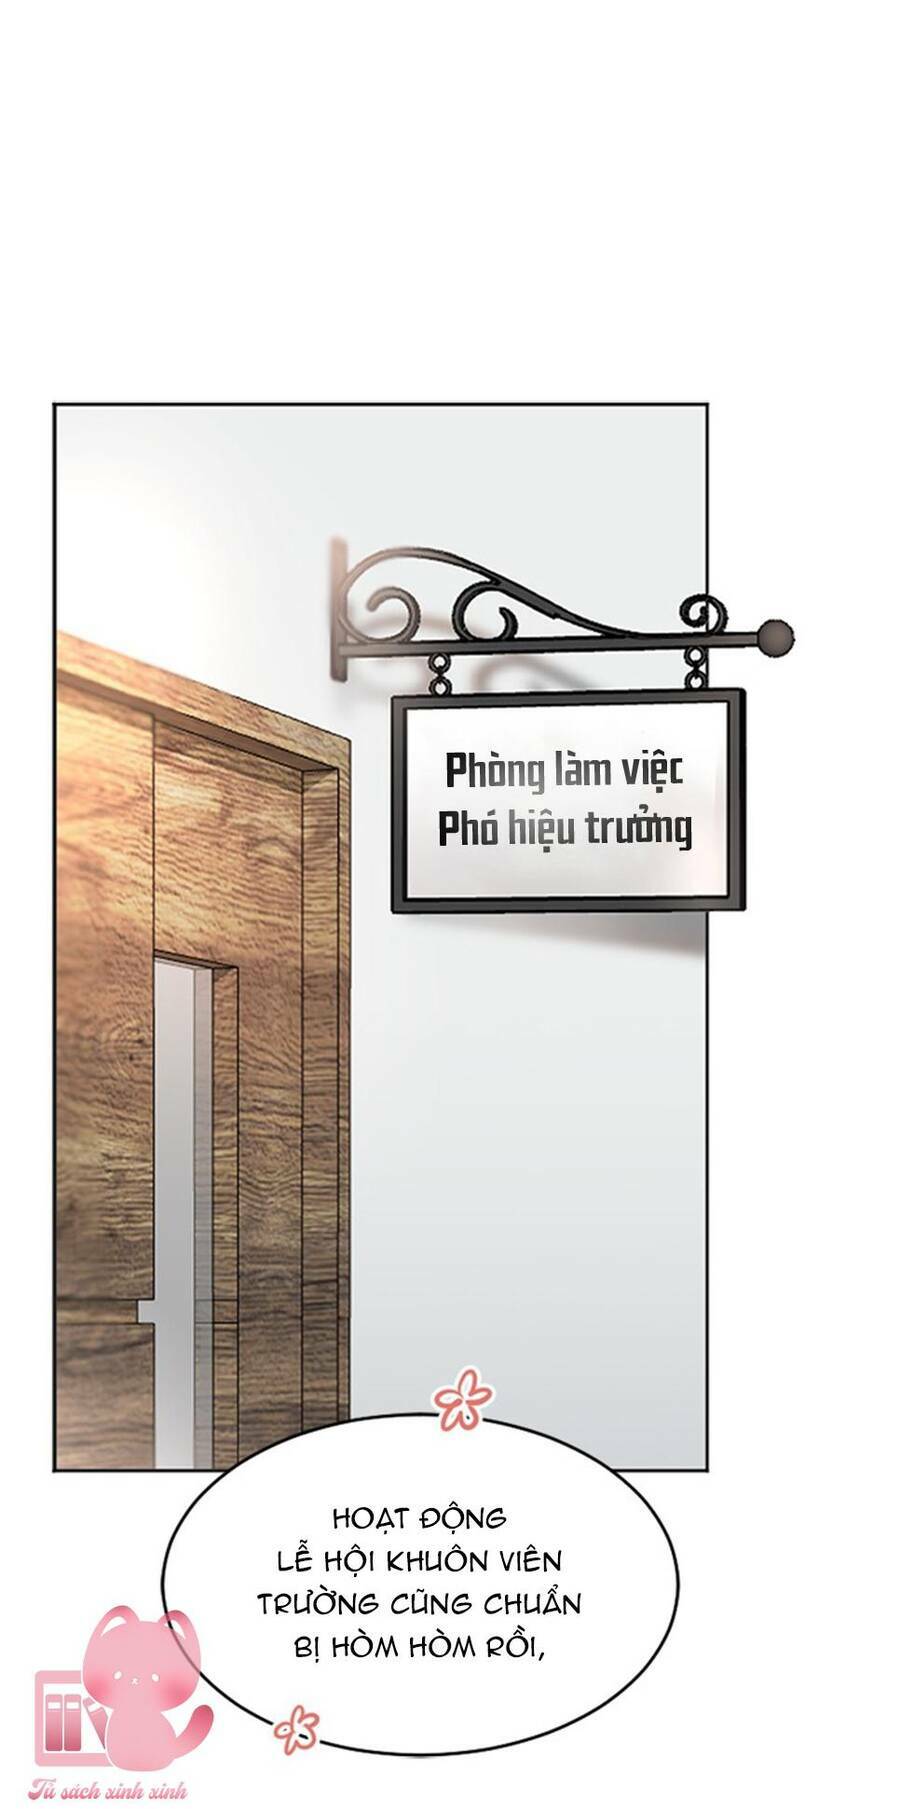 Phòng làm việc
Phó hiệu trưởng
HOẠT ĐỘNG
LỄ HỘI KHUÔN VIÊN
TRƯỜNG CŨNG CHUẨN
BỊ HÒM HÒM RỒI,
Tủ sách xinh xinh